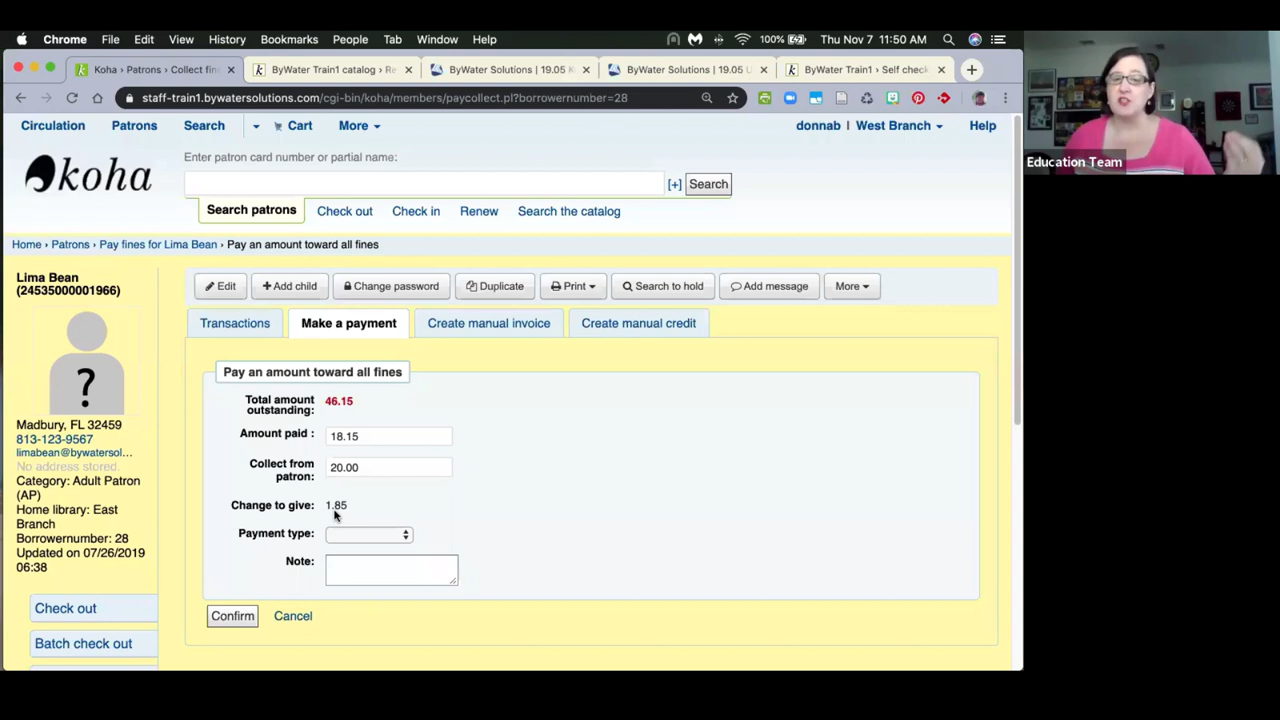 Chrome File Edit View History Bookmarks People Tab Window Help 100% Thu Nov 7 11:50 AM
Koha › Patrons › Collect fin
ByWater Train1 catalog › Re
ByWater Solutions | 19.05 K
ByWater Solutions | 19.05 U
ByWater Train1 › Self check
staff-train1.bywatersolutions.com/cgi-bin/koha/members/paycollect.pl?borrowernumber=28
Circulation Patrons Search Cart More donnab | West Branch Help
koha
Enter patron card number or partial name:
[+] Search
Search patrons Check out Check in Renew Search the catalog
Home › Patrons › Pay fines for Lima Bean › Pay an amount toward all fines
Lima Bean
(24535000001966)
?
Madbury, FL 32459
813-123-9567
limabean@bywatersol...
No address stored.
Category: Adult Patron
(AP)
Home library: East
Branch
Borrowernumber: 28
Updated on 07/26/2019
06:38
Check out
Batch check out
Edit Add child Change password Duplicate Print Search to hold Add message More
Transactions Make a payment Create manual invoice Create manual credit
Pay an amount toward all fines
Total amount
outstanding: 46.15
Amount paid : 18.15
Collect from
patron: 20.00
Change to give: 1.85
Payment type:
Note:
Confirm Cancel
Education Team